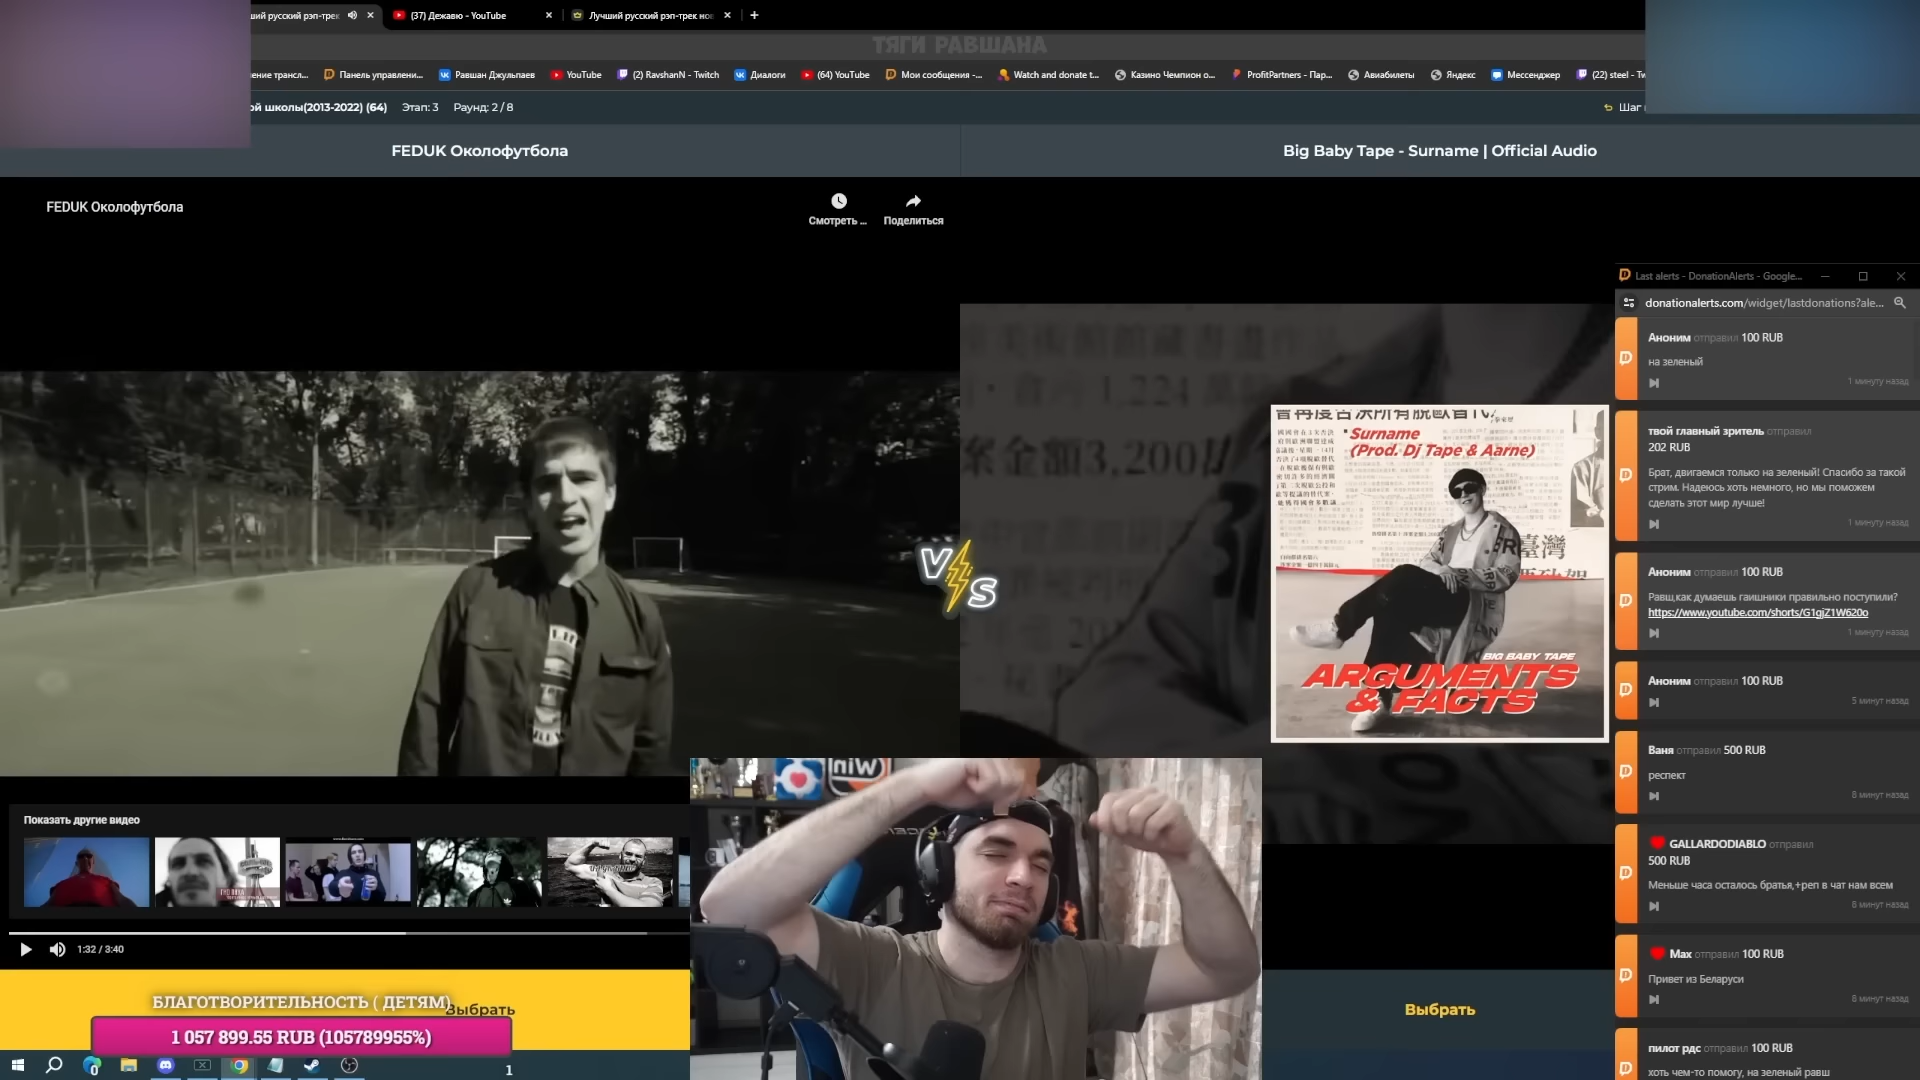 ший русский рэп-трек
(37) Дежавю - YouTube
Лучший русский рэп-трек но
ТЯГИ РАВШАНА
ение трансл...
Панель управлени...
Равшан Джульпаев
YouTube
(2) RavshanN - Twitch
Диалоги
(64) YouTube
Мои сообщения -...
Watch and donate t...
Казино Чемпион о...
ProfitPartners - Пар...
Авиабилеты
Яндекс
Мессенджер
(22) steel - Tw
ой школы(2013-2022) (64) Этап: 3 Раунд: 2 / 8
Шаг
FEDUK Околофутбола
Big Baby Tape - Surname | Official Audio
FEDUK Околофутбола
Смотреть ...
Поделиться
VS
1,224
來金額3,200
Surname
(Prod. Dj Tape & Aarne)
臺灣
BIG BABY TAPE
ARGUMENTS
& FACTS
Last alerts - DonationAlerts - Google...
donationalerts.com/widget/lastdonations?ale...
Аноним отправил 100 RUB
на зеленый
1 минуту назад
твой главный зритель отправил
202 RUB
Брат, двигаемся только на зеленый! Спасибо за такой
стрим. Надеюсь хоть немного, но мы поможем
сделать этот мир лучше!
1 минуту назад
Аноним отправил 100 RUB
Равш,как думаешь гаишники правильно поступили?
https://www.youtube.com/shorts/G1gjZ1W620o
1 минуту назад
Аноним отправил 100 RUB
5 минут назад
Ваня отправил 500 RUB
респект
8 минут назад
GALLARDODIABLO отправил
500 RUB
Меньше часа осталось братья,+реп в чат нам всем
8 минут назад
Max отправил 100 RUB
Привет из Беларуси
8 минут назад
пилот рдс отправил 100 RUB
хоть чем-то помогу, на зеленый равш
Показать другие видео
1:32 / 3:40
БЛАГОТВОРИТЕЛЬНОСТЬ ( ДЕТЯМ)
Выбрать
1 057 899.55 RUB (105789955%)
Выбрать
1